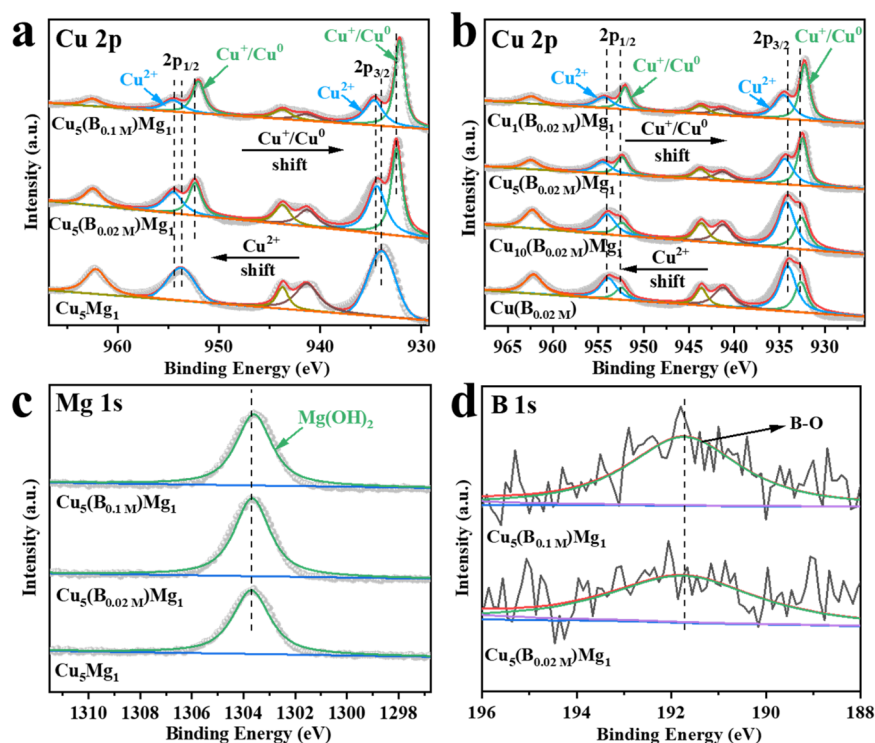 a
Cu 2p
2p₁/₂
Cu²⁺
Cu⁺/Cu⁰
Cu⁺/Cu⁰
2p₃/₂
Cu²⁺
Cu₅(B₀.₁ M)Mg₁
Cu⁺/Cu⁰
shift
Cu₅(B₀.₀₂ M)Mg₁
Cu²⁺
shift
Cu₅Mg₁
960 950 940 930
Binding Energy (eV)
Intensity (a.u.)
b
Cu 2p
2p₁/₂
Cu²⁺
Cu⁺/Cu⁰
Cu⁺/Cu⁰
2p₃/₂
Cu²⁺
Cu₁(B₀.₀₂ M)Mg₁
Cu⁺/Cu⁰
shift
Cu₅(B₀.₀₂ M)Mg₁
Cu₁₀(B₀.₀₂ M)Mg₁
Cu²⁺
shift
Cu(B₀.₀₂ M)
965 960 955 950 945 940 935 930
Binding Energy (eV)
Intensity (a.u.)
c
Mg 1s
Mg(OH)₂
Cu₅(B₀.₁ M)Mg₁
Cu₅(B₀.₀₂ M)Mg₁
Cu₅Mg₁
1310 1308 1306 1304 1302 1300 1298
Binding Energy (eV)
Intensity (a.u.)
d
B 1s
B-O
Cu₅(B₀.₁ M)Mg₁
Cu₅(B₀.₀₂ M)Mg₁
196 194 192 190 188
Binding Energy (eV)
Intensity (a.u.)